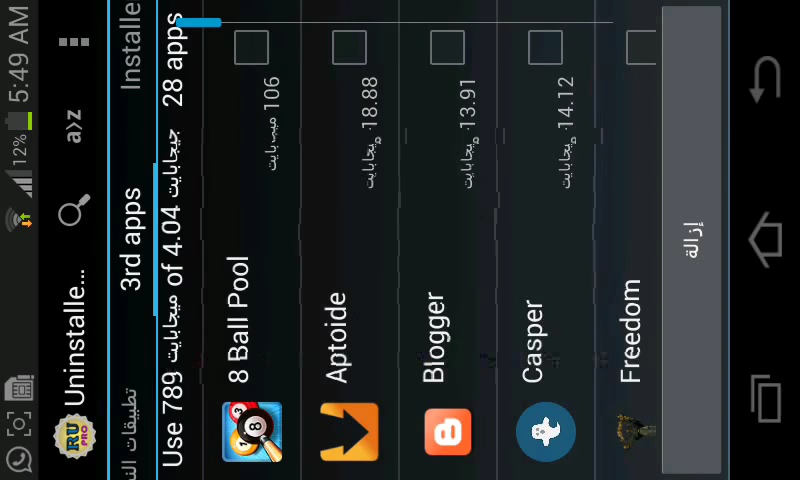 12% 5:49 AM
RU PRO Uninstalle... a>z
تطبيقات الن 3rd apps Installe
Use 789 ميجابايت of 4.04 جيجابايت 28 apps
8 Ball Pool
106 ميجابايت
Aptoide
18.88 ميجابايت
Blogger
13.91 ميجابايت
Casper
14.12 ميجابايت
Freedom
إزالة